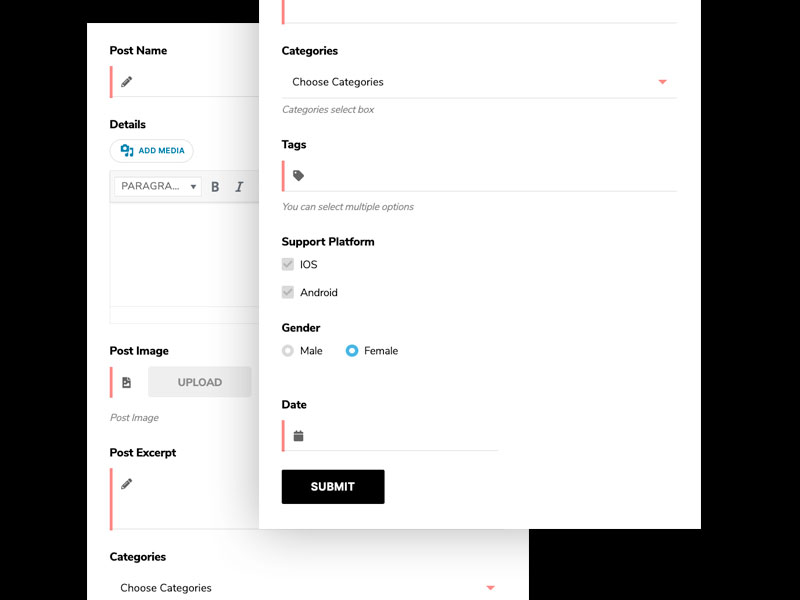 Post Name
Details
ADD MEDIA
PARAGRA...
B I
Post Image
UPLOAD
Post Image
Post Excerpt
Categories
Choose Categories
Categories
Choose Categories
Categories select box
Tags
You can select multiple options
Support Platform
IOS
Android
Gender
Male Female
Date
SUBMIT